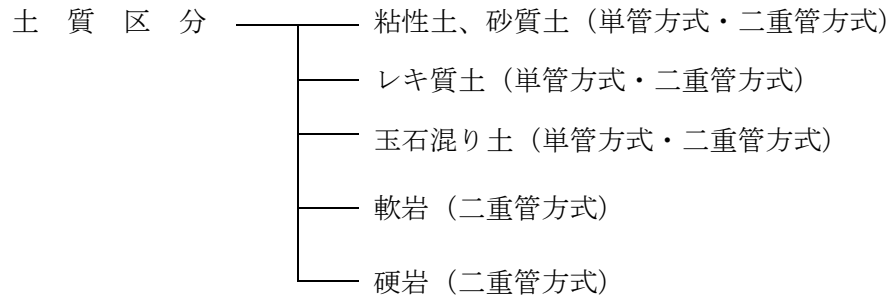 土質区分 粘性土、砂質土(単管方式・二重管方式)
レキ質土(単管方式・二重管方式)
玉石混り土(単管方式・二重管方式)
軟岩(二重管方式)
硬岩(二重管方式)